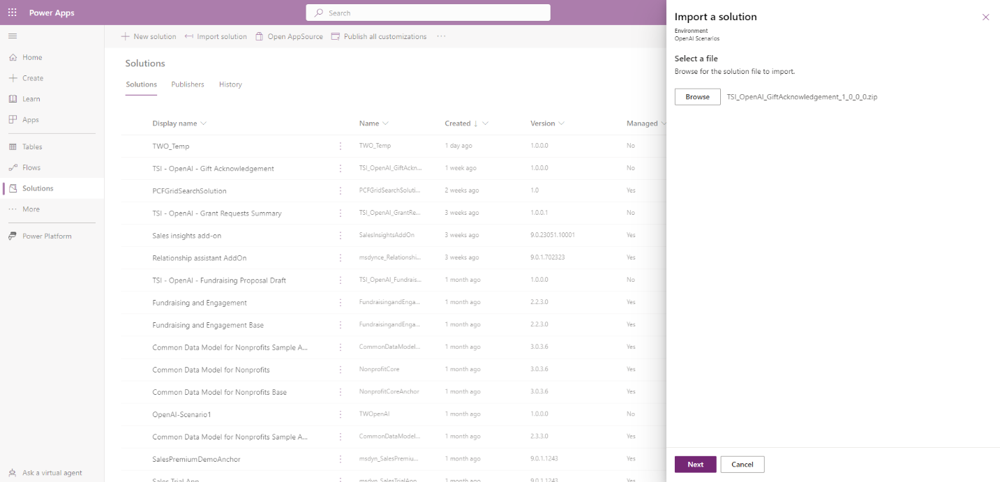 Power Apps
Search
Home
Create
Learn
Apps
Tables
Flows
Solutions
More
Power Platform
Ask a virtual agent
New solution Import solution Open AppSource Publish all customizations ...
Solutions
Solutions Publishers History
Display name Name Created ↓ Version Managed
TWO_Temp TWO_Temp 1 day ago 1.0.0.0 No
TSI - OpenAI - Gift Acknowledgement TSI_OpenAI_GiftAckn... 1 week ago 1.0.0.0 No
PCFGridSearchSolution PCFGridSearchSoluti... 2 weeks ago 1.0 Yes
TSI - OpenAI - Grant Requests Summary TSI_OpenAI_GrantRe... 3 weeks ago 1.0.0.1 No
Sales insights add-on SalesInsightsAddOn 3 weeks ago 9.0.23051.10001 Yes
Relationship assistant AddOn msdynce_Relationshi... 3 weeks ago 9.0.1.702323 Yes
TSI - OpenAI - Fundraising Proposal Draft TSI_OpenAI_Fundrais... 1 month ago 1.0.0.0 No
Fundraising and Engagement FundraisingandEnga... 1 month ago 2.2.3.0 Yes
Fundraising and Engagement Base FundraisingandEnga... 1 month ago 2.2.3.0 Yes
Common Data Model for Nonprofits Sample A... CommonDataModel... 1 month ago 3.0.3.6 Yes
Common Data Model for Nonprofits NonprofitCore 1 month ago 3.0.3.6 Yes
Common Data Model for Nonprofits Base NonprofitCoreAnchor 1 month ago 3.0.3.6 Yes
OpenAI-Scenario1 TWOpenAI 1 month ago 1.0.0.0 No
Common Data Model for Nonprofits Sample A... CommonDataModel... 1 month ago 2.3.3.0 Yes
SalesPremiumDemoAnchor msdyn_SalesPremiu... 1 month ago 9.0.1.1243 Yes
Sales Trial App msdyn_SalesTrialApp 1 month ago 9.0.1.1243 Yes
Import a solution
Environment
OpenAI Scenarios
Select a file
Browse for the solution file to import.
Browse TSI_OpenAI_GiftAcknowledgement_1_0_0_0.zip
Next Cancel